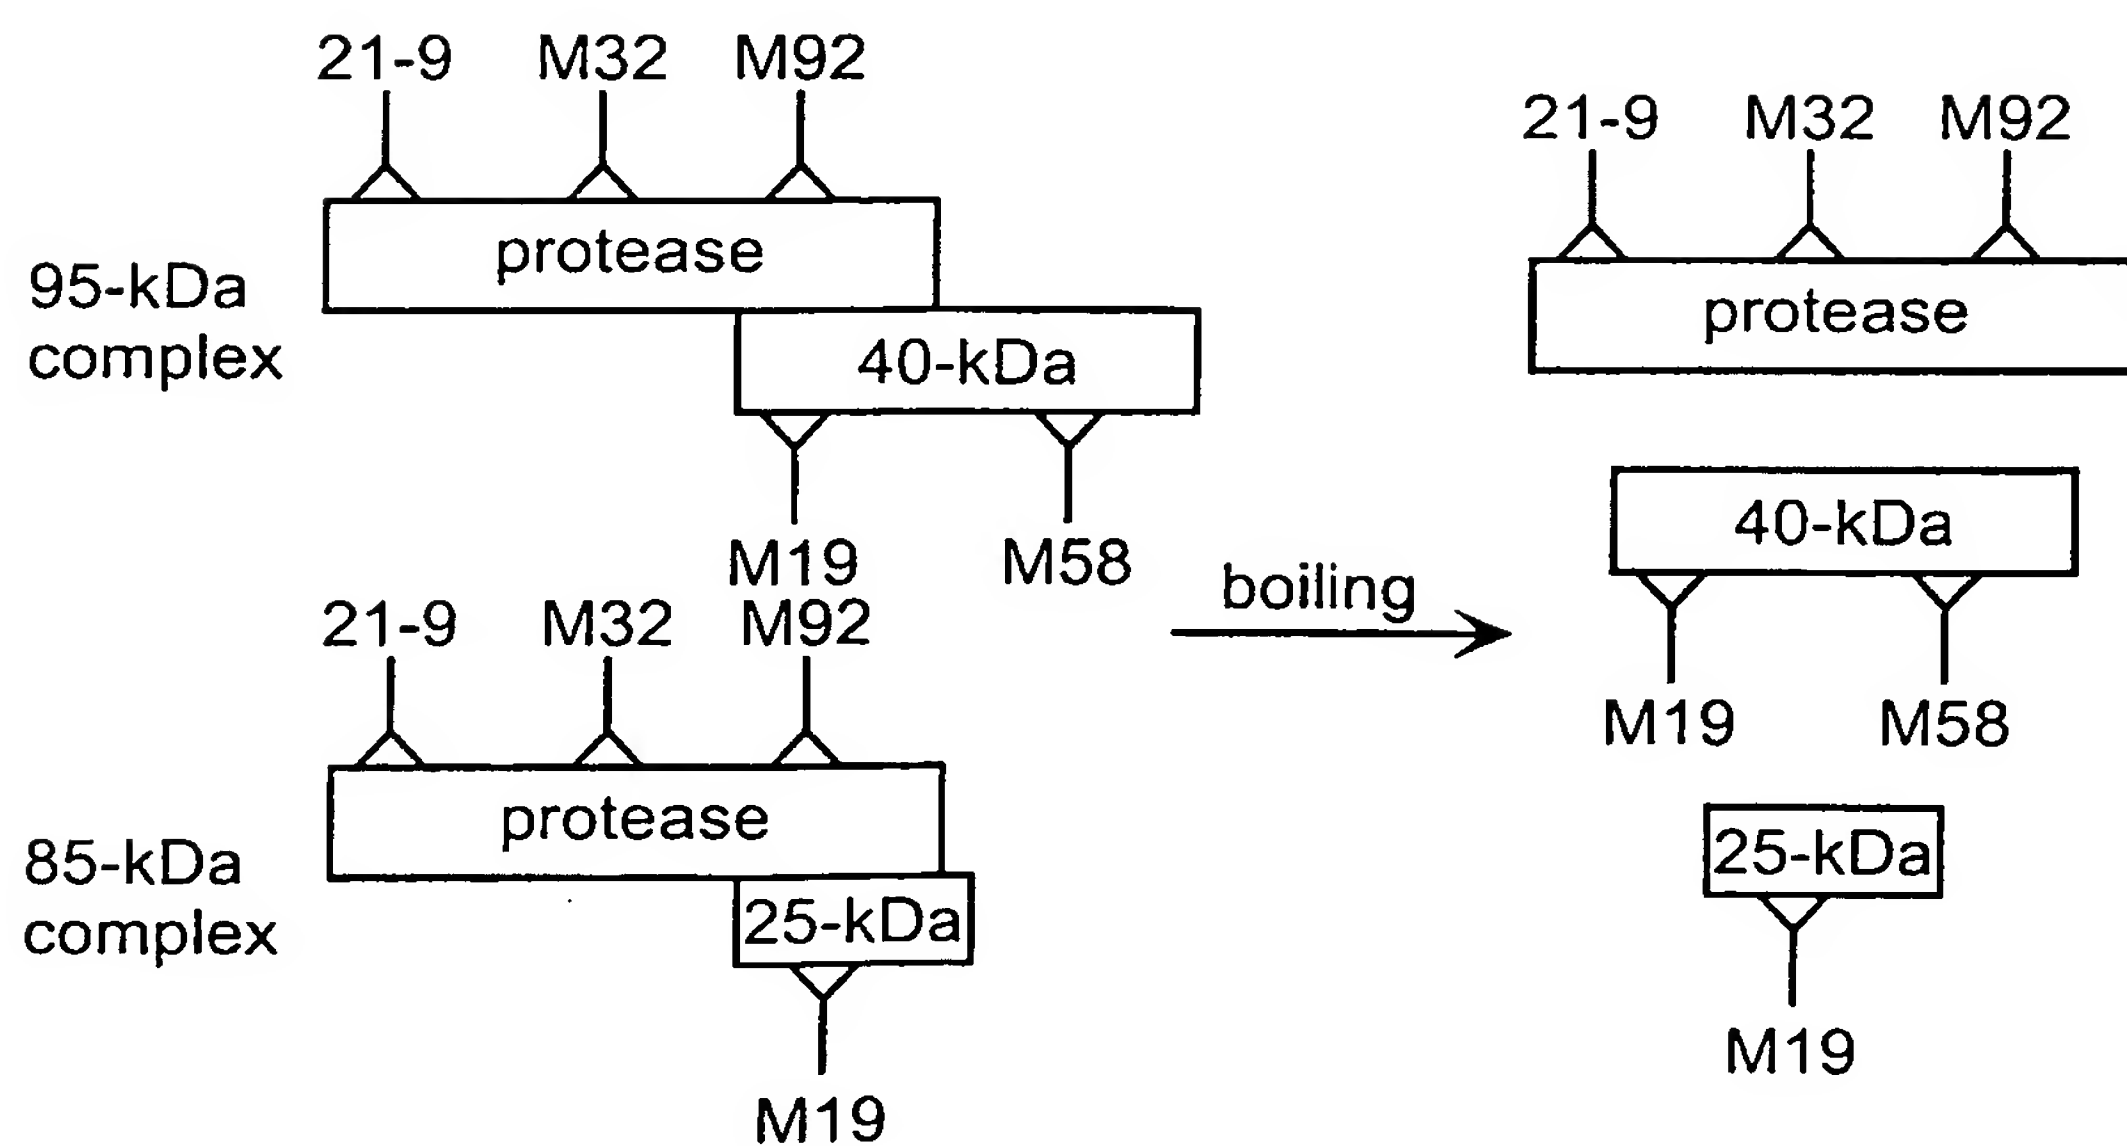 21-9 M32 M92
protease
95-kDa
complex
40-kDa
M19 M58
21-9 M32 M92
protease
85-kDa
complex
25-kDa
M19
boiling
21-9 M32 M92
protease
40-kDa
M19 M58
25-kDa
M19